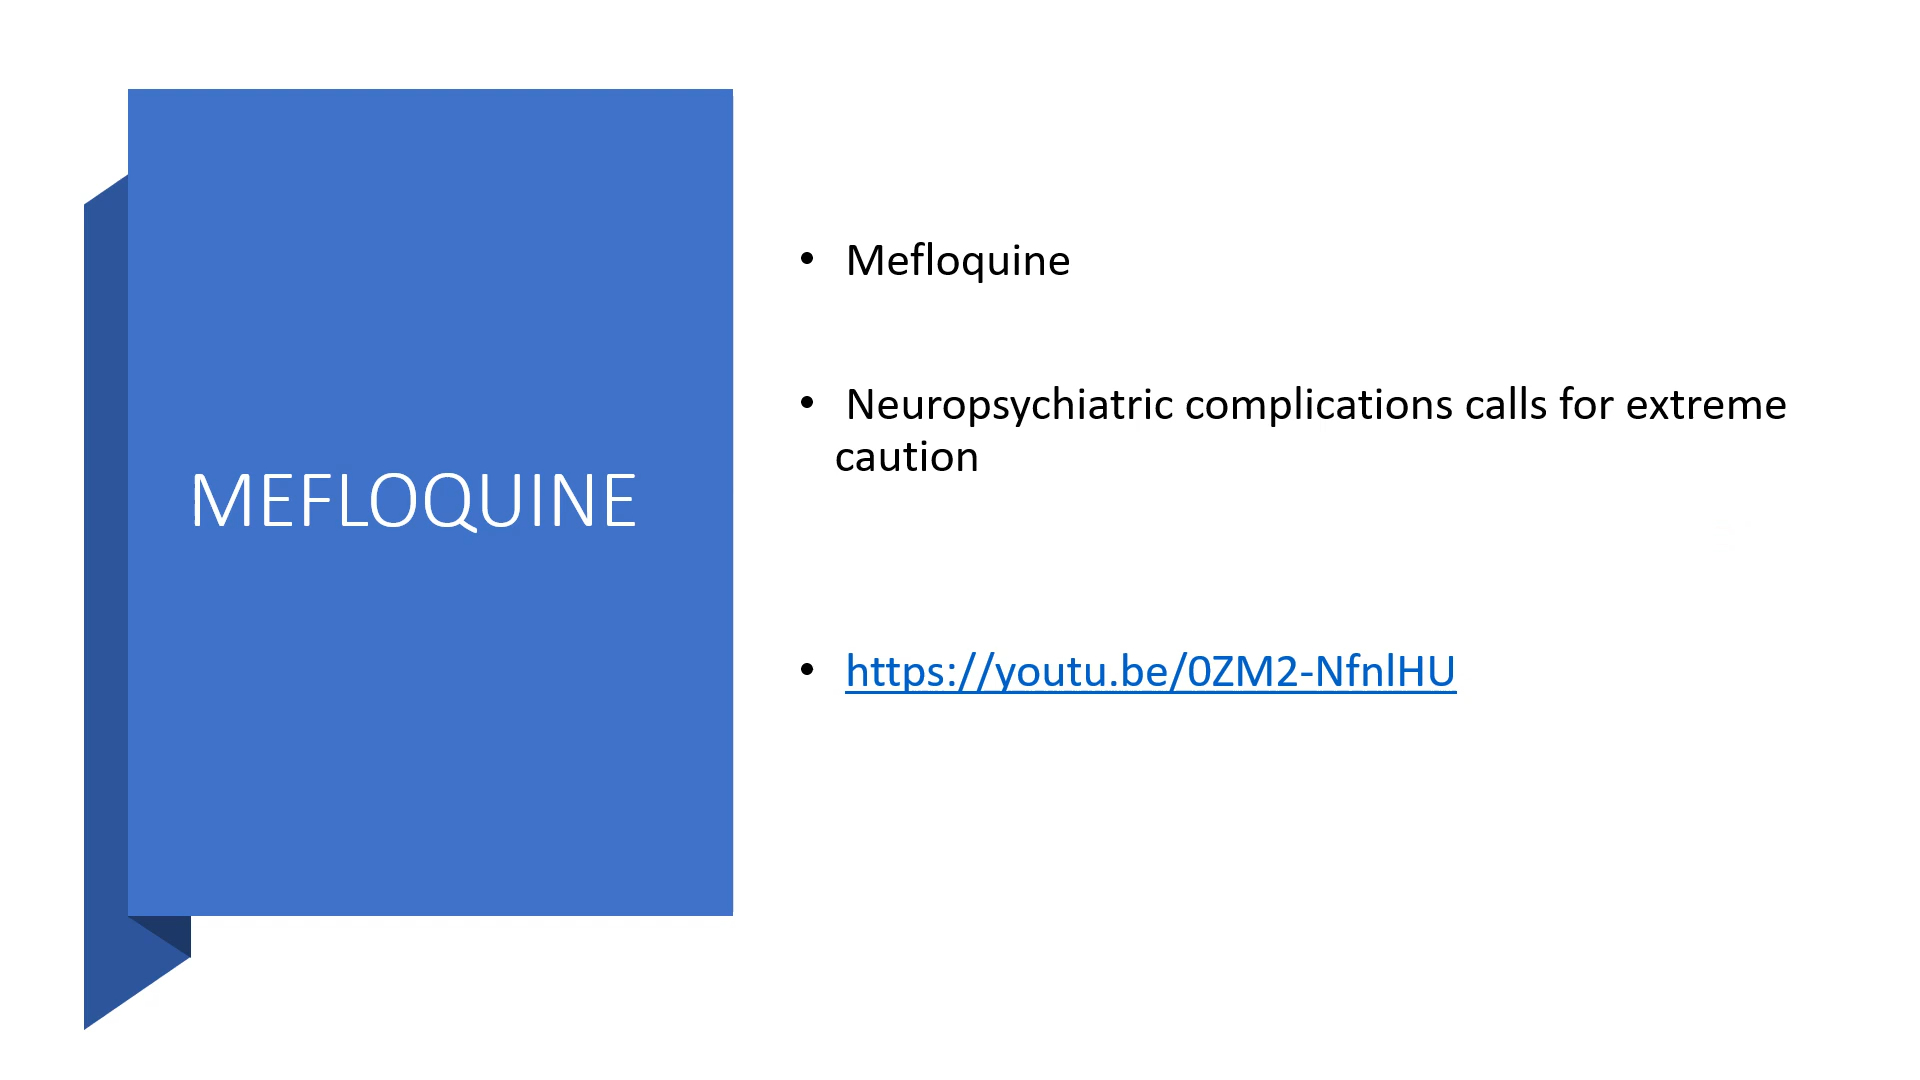 MEFLOQUINE
• Mefloquine
• Neuropsychiatric complications calls for extreme
caution
• https://youtu.be/0ZM2-NfnlHU